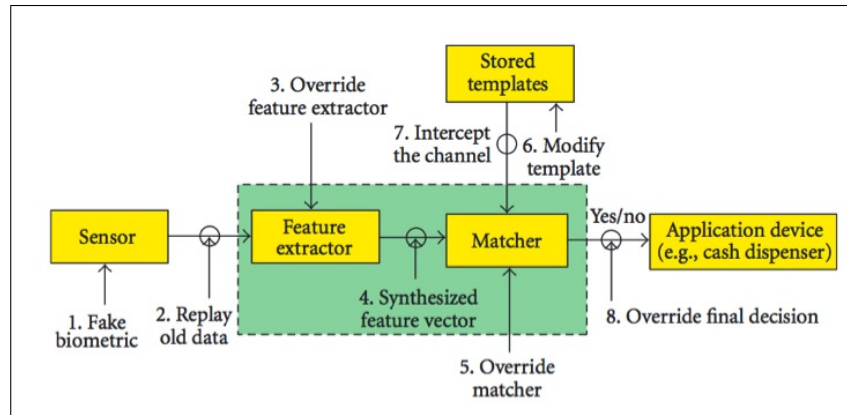 Stored
templates
3. Override
feature extractor
7. Intercept
the channel
6. Modify
template
Sensor
Feature
extractor
Matcher
Yes/no
Application device
(e.g., cash dispenser)
1. Fake
biometric
2. Replay
old data
4. Synthesized
feature vector
8. Override final decision
5. Override
matcher